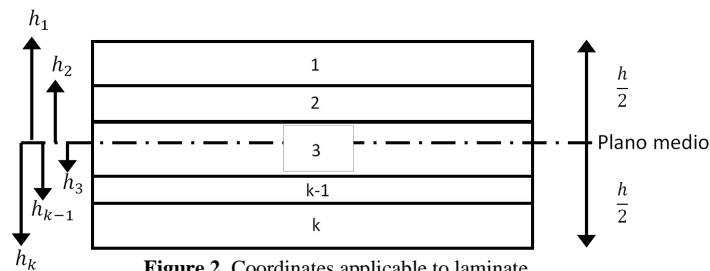 h₁
h₂
1
2
3
k-1
k
h₃
hₖ₋₁
hₖ
h/2
Plano medio
h/2
Figure 2. Coordinates applicable to laminate